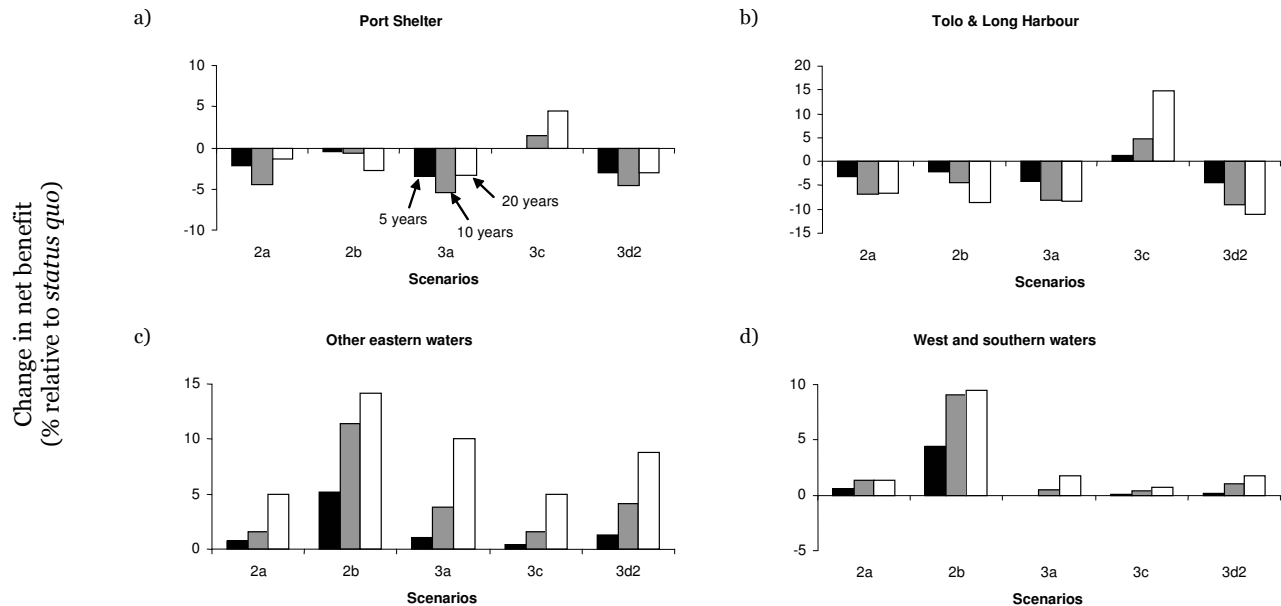 Change in net benefit
(% relative to status quo)
a)
Port Shelter
10
5
0
-5
-10
5 years
10 years
20 years
2a 2b 3a 3c 3d2
Scenarios
b)
Tolo & Long Harbour
20
15
10
5
0
-5
-10
-15
2a 2b 3a 3c 3d2
Scenarios
c)
Other eastern waters
15
10
5
0
2a 2b 3a 3c 3d2
Scenarios
d)
West and southern waters
10
5
0
-5
2a 2b 3a 3c 3d2
Scenarios